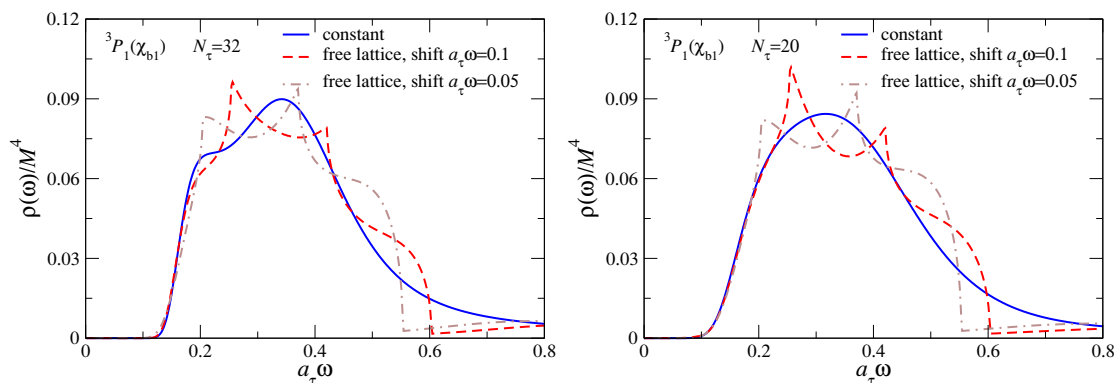 0.12
0.09
0.06
0.03
0
ρ(ω)/M⁴
³P₁(χ_b1) N_τ=32
constant
free lattice, shift a_τω=0.1
free lattice, shift a_τω=0.05
0 0.2 0.4 0.6 0.8
a_τω
0.12
0.09
0.06
0.03
0
ρ(ω)/M⁴
³P₁(χ_b1) N_τ=20
constant
free lattice, shift a_τω=0.1
free lattice, shift a_τω=0.05
0 0.2 0.4 0.6 0.8
a_τω